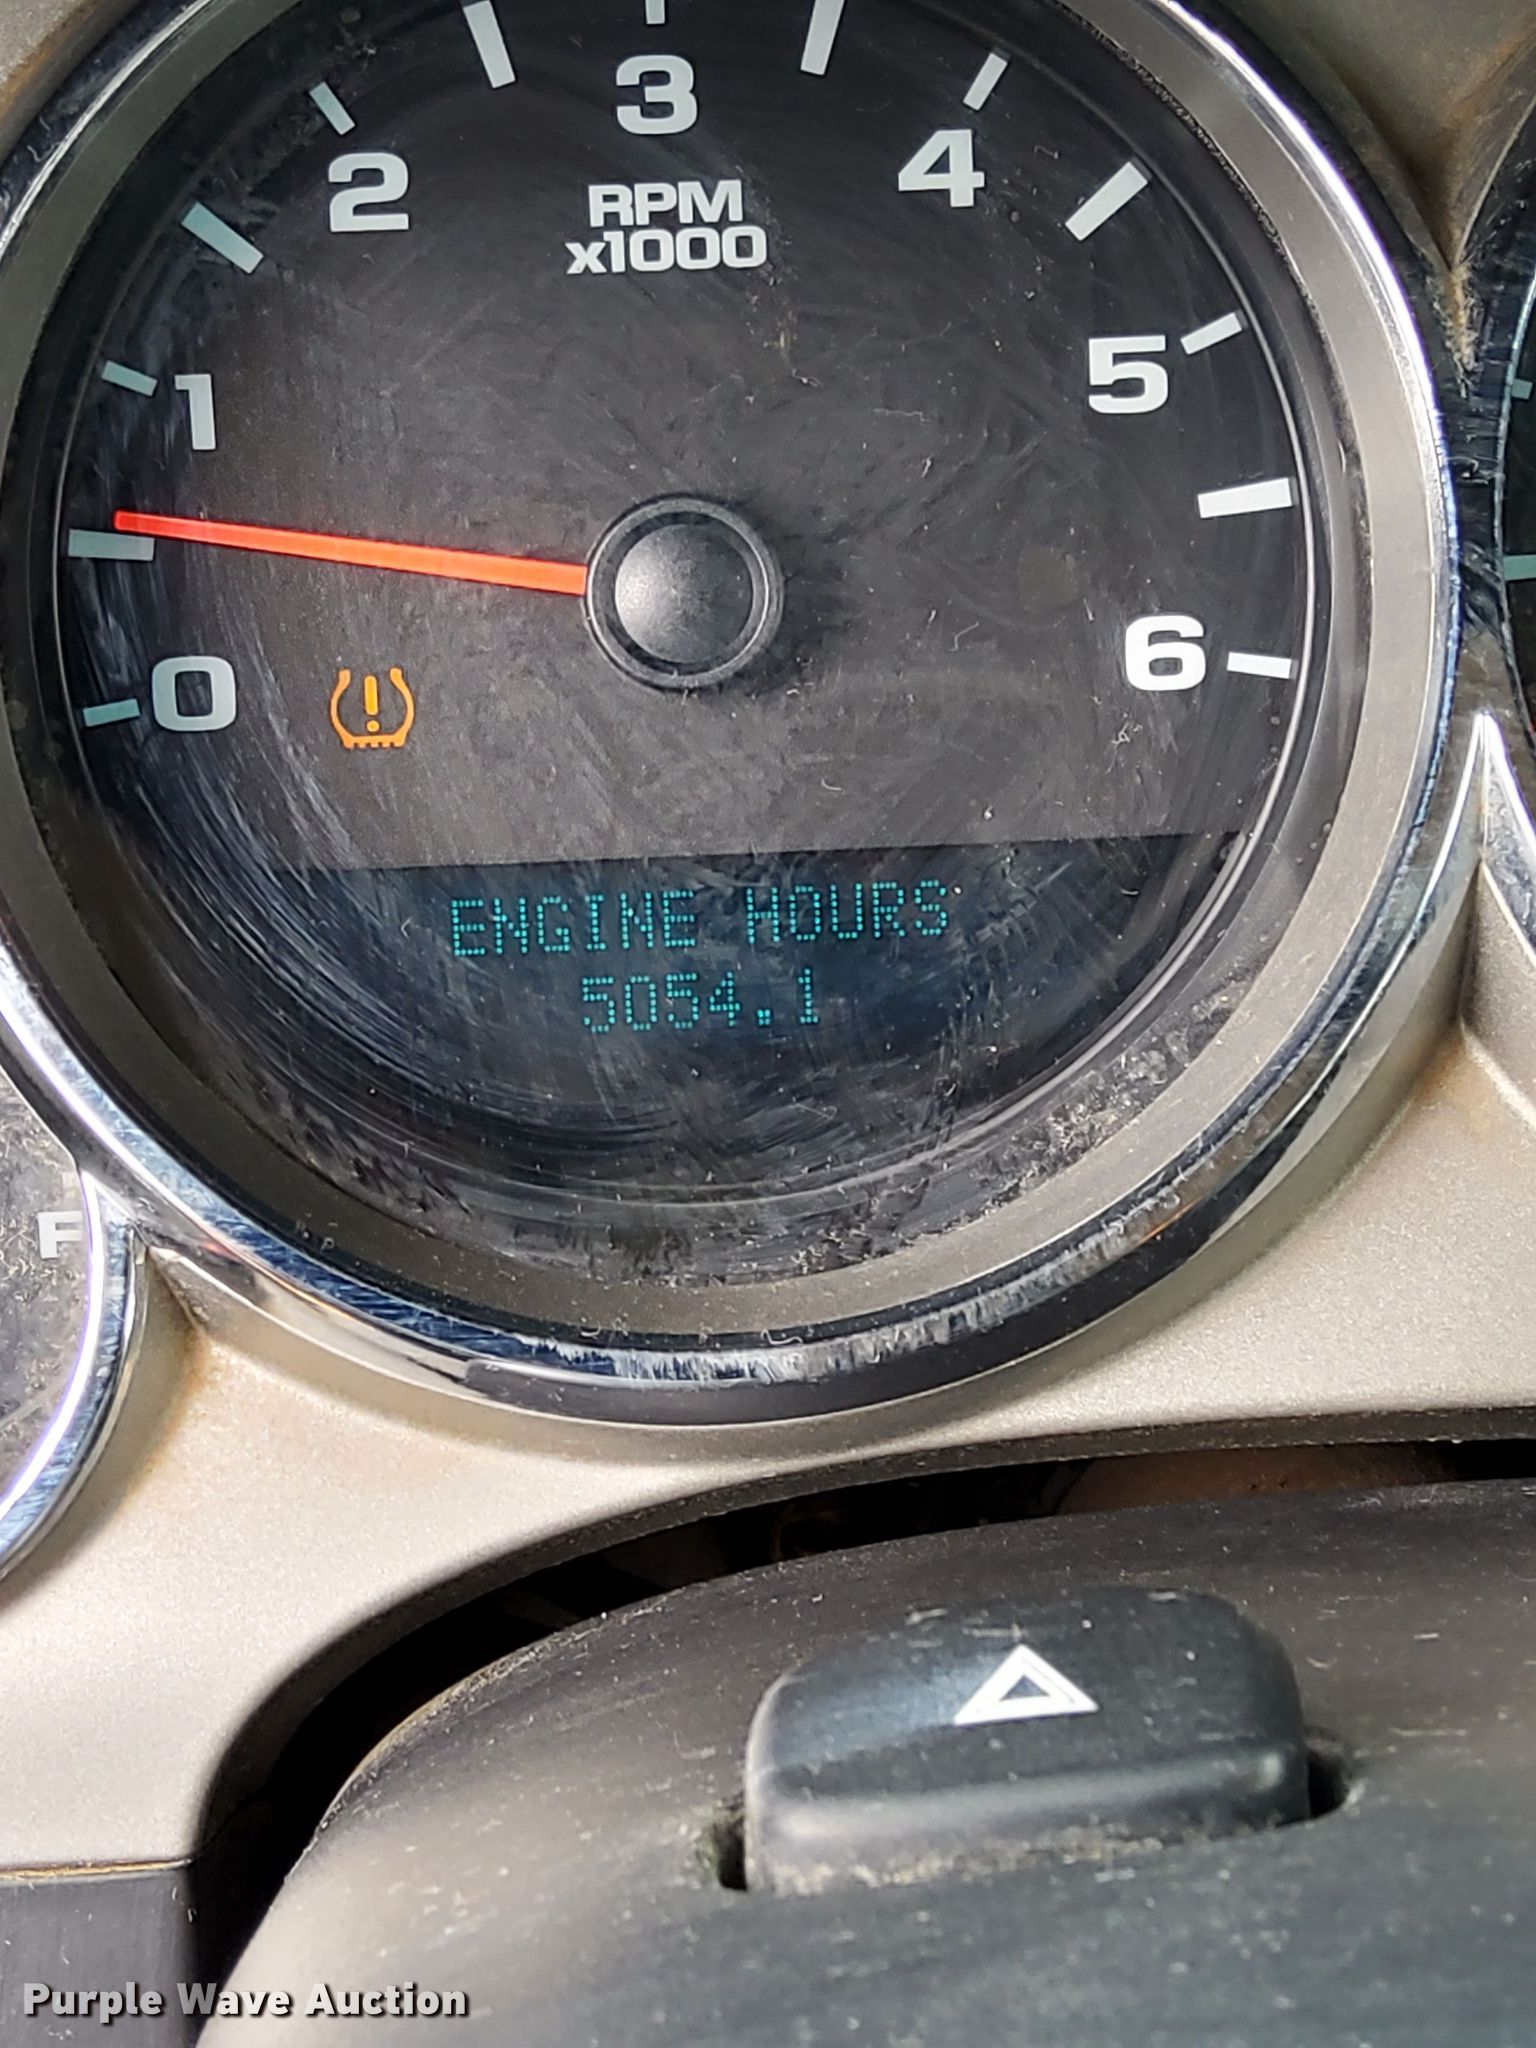 3
2
4
RPM
x1000
5
1
6
0
ENGINE HOURS
5054.1
F
Purple Wave Auction